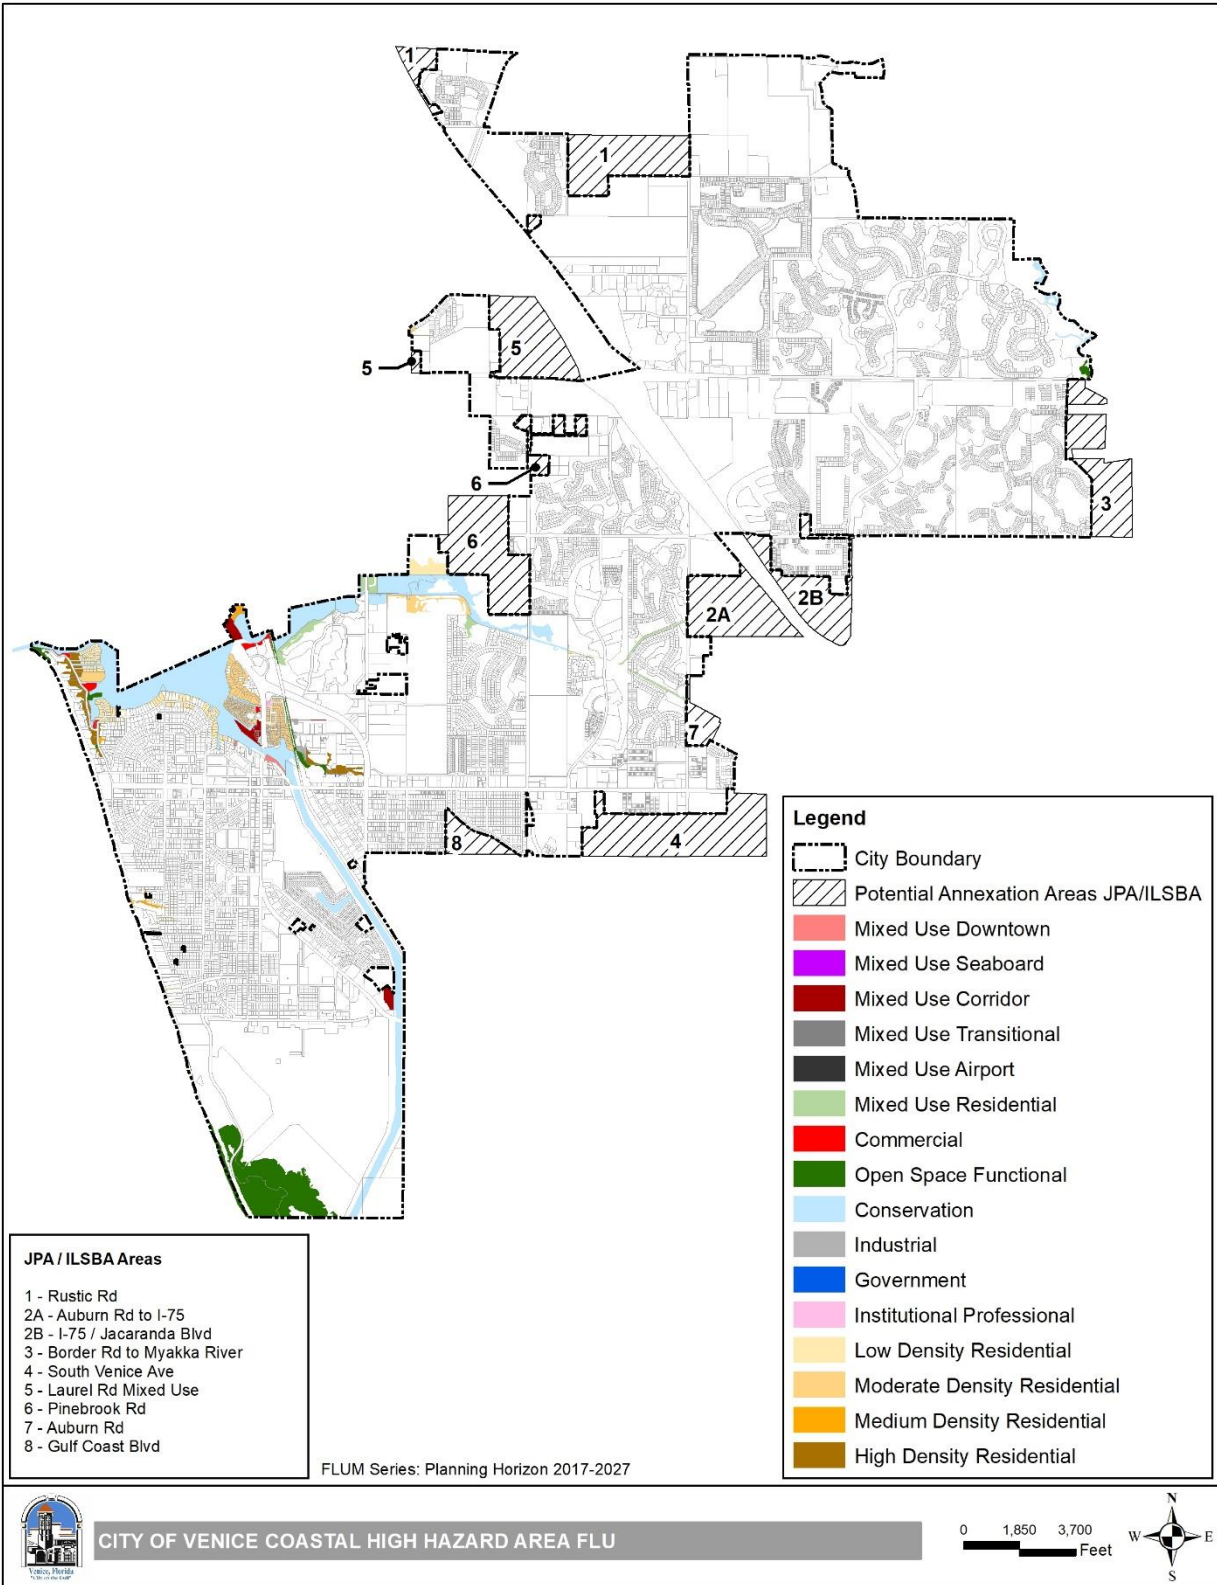 1
1
5
5
6
6
3
2A
2B
7
8
4
Legend
City Boundary
Potential Annexation Areas JPA/ILSBA
Mixed Use Downtown
Mixed Use Seaboard
Mixed Use Corridor
Mixed Use Transitional
Mixed Use Airport
Mixed Use Residential
Commercial
Open Space Functional
Conservation
Industrial
Government
Institutional Professional
Low Density Residential
Moderate Density Residential
Medium Density Residential
High Density Residential
JPA / ILSBA Areas
1 - Rustic Rd
2A - Auburn Rd to I-75
2B - I-75 / Jacaranda Blvd
3 - Border Rd to Myakka River
4 - South Venice Ave
5 - Laurel Rd Mixed Use
6 - Pinebrook Rd
7 - Auburn Rd
8 - Gulf Coast Blvd
FLUM Series: Planning Horizon 2017-2027
Venice, Florida
CITY OF VENICE COASTAL HIGH HAZARD AREA FLU
0 1,850 3,700
Feet
N
W E
S